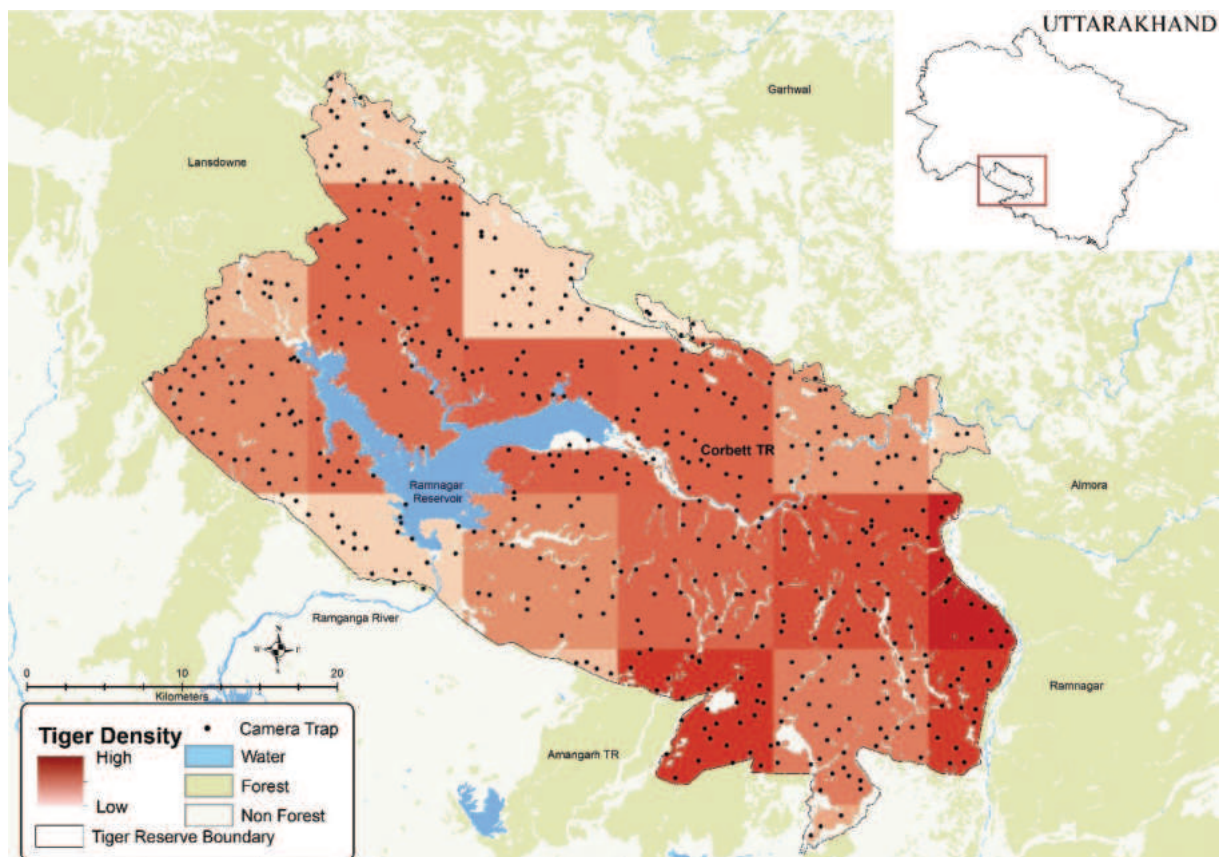 UTTARAKHAND
Garhwal
Lansdowne
Corbett TR
Ramnagar
Reservoir
Almora
Ramganga River
N
W
E
S
0
10
20
Kilometers
Ramnagar
Amangarh TR
Tiger Density
High
Low
Camera Trap
Water
Forest
Non Forest
Tiger Reserve Boundary